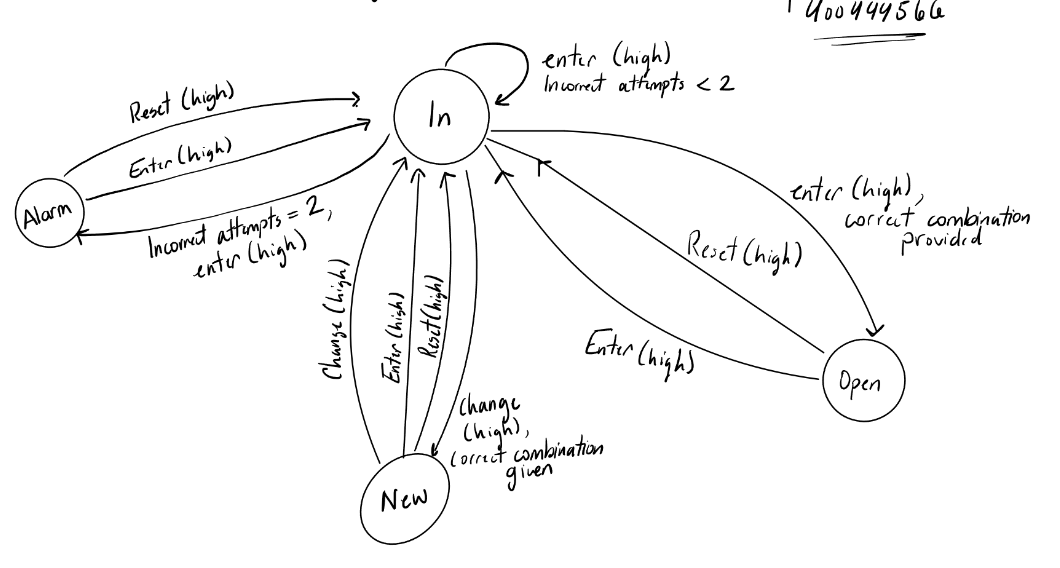 400444566
enter (high)
Incorrect attempts < 2
Reset (high)
In
Enter (high)
Alarm
enter (high),
correct combination
provided
Incorrect attempts = 2,
enter (high)
Reset (high)
Change (high)
Enter (high)
Reset (high)
Enter (high)
Open
change
(high),
correct combination
given
New